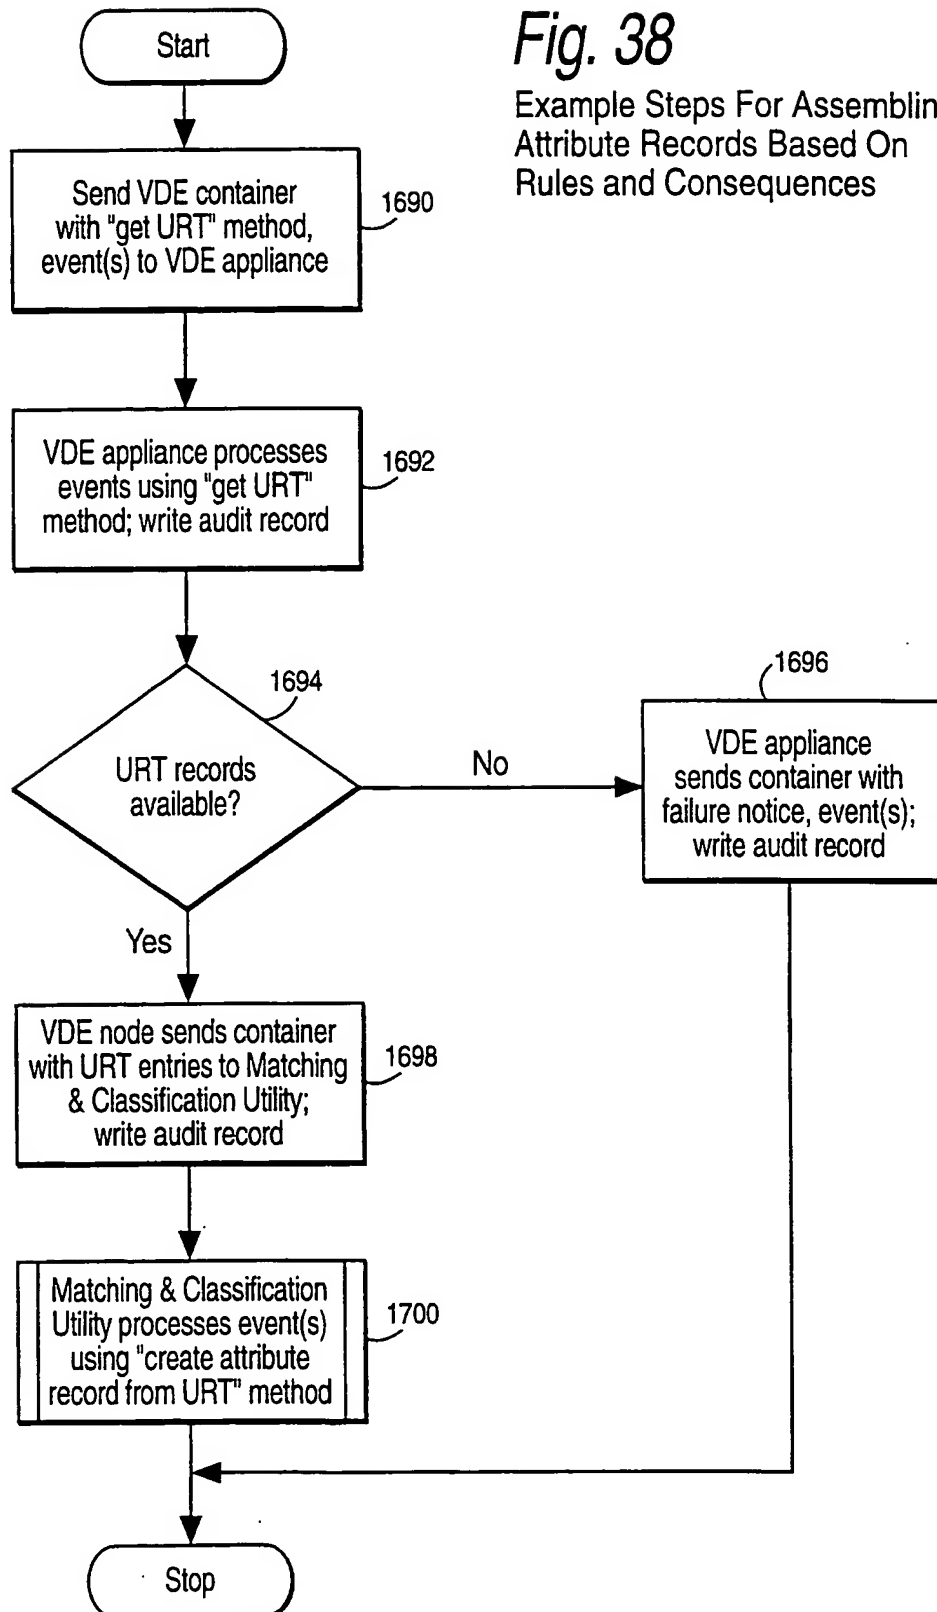 Fig. 38
Example Steps For Assemblin
Attribute Records Based On
Rules and Consequences
Start
Send VDE container
with "get URT" method,
event(s) to VDE appliance
1690
VDE appliance processes
events using "get URT"
method; write audit record
1692
URT records
available?
1694
No
VDE appliance
sends container with
failure notice, event(s);
write audit record
1696
Yes
VDE node sends container
with URT entries to Matching
& Classification Utility;
write audit record
1698
Matching & Classification
Utility processes event(s)
using "create attribute
record from URT" method
1700
Stop